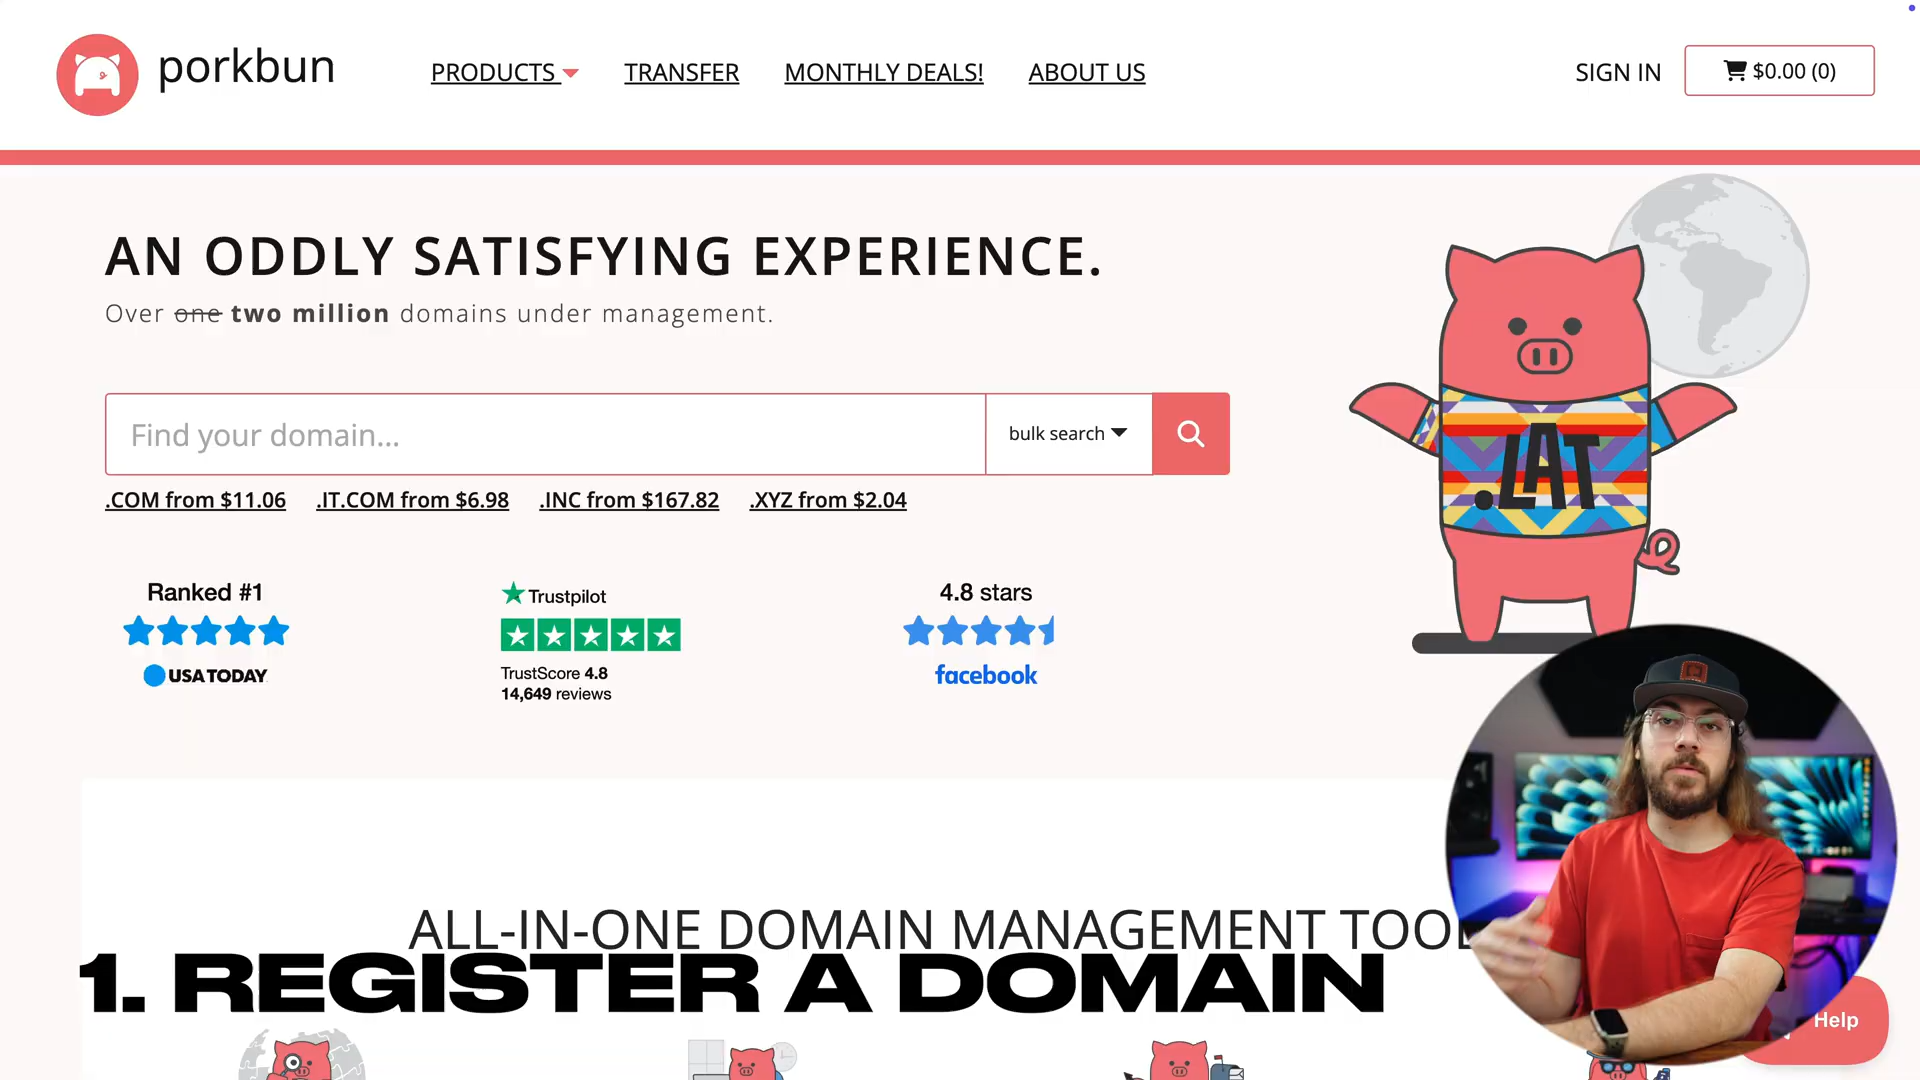 porkbun
PRODUCTS
TRANSFER
MONTHLY DEALS!
ABOUT US
SIGN IN
$0.00 (0)
AN ODDLY SATISFYING EXPERIENCE.
Over one two million domains under management.
Find your domain...
bulk search
.COM from $11.06
.IT.COM from $6.98
.INC from $167.82
.XYZ from $2.04
.LAT
Ranked #1
USA TODAY
Trustpilot
TrustScore 4.8
14,649 reviews
4.8 stars
facebook
ALL-IN-ONE DOMAIN MANAGEMENT TOOL
1. REGISTER A DOMAIN
Help